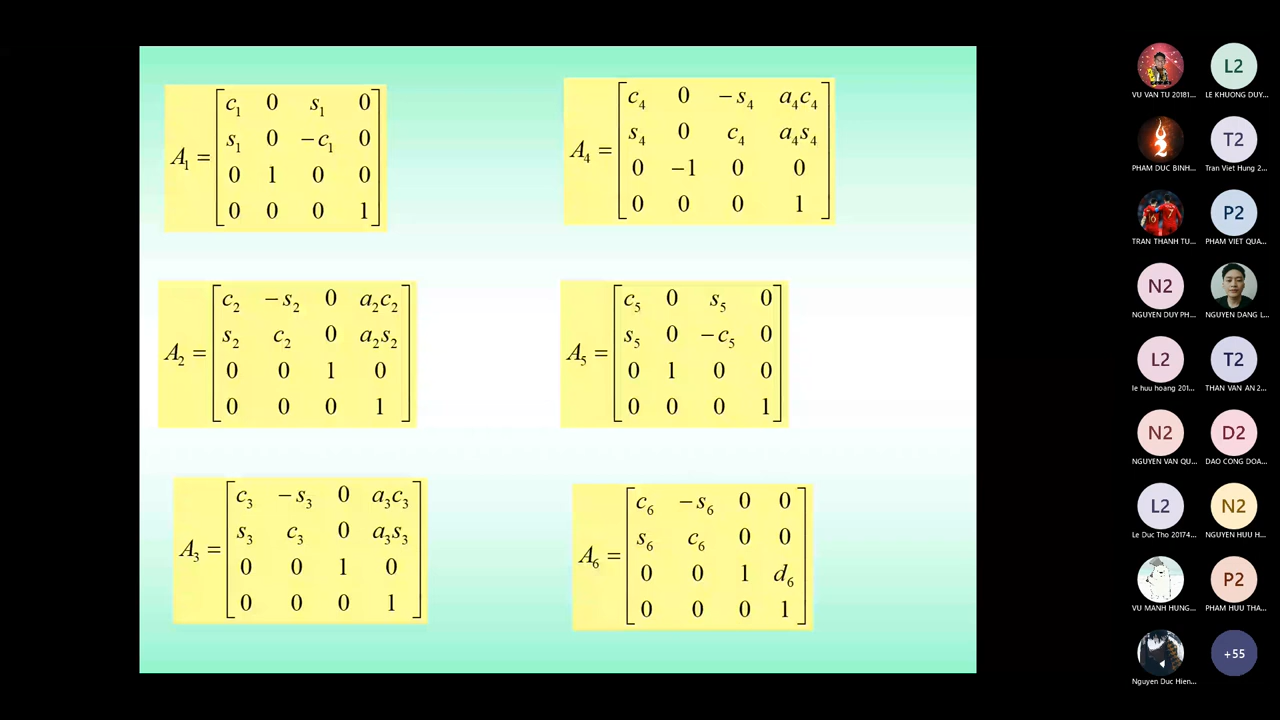 A₁ =
c₁ 0 s₁ 0
s₁ 0 −c₁ 0
0 1 0 0
0 0 0 1
A₂ =
c₂ −s₂ 0 a₂c₂
s₂ c₂ 0 a₂s₂
0 0 1 0
0 0 0 1
A₃ =
c₃ −s₃ 0 a₃c₃
s₃ c₃ 0 a₃s₃
0 0 1 0
0 0 0 1
A₄ =
c₄ 0 −s₄ a₄c₄
s₄ 0 c₄ a₄s₄
0 −1 0 0
0 0 0 1
A₅ =
c₅ 0 s₅ 0
s₅ 0 −c₅ 0
0 1 0 0
0 0 0 1
A₆ =
c₆ −s₆ 0 0
s₆ c₆ 0 0
0 0 1 d₆
0 0 0 1
VU VAN TU 20181...
L2
LE KHUONG DUY...
PHAM DUC BINH...
T2
Tran Viet Hung 2...
16 7
TRAN THANH TU...
P2
PHAM VIET QUA...
N2
NGUYEN DUY PH...
NGUYEN DANG L...
L2
le huu hoang 201...
T2
THAN VAN AN 2...
N2
NGUYEN VAN QU...
D2
DAO CONG DOA...
L2
Le Duc Tho 20174...
N2
NGUYEN HUU H...
VU MANH HUNG...
P2
PHAM HUU THA...
Nguyen Duc Hien...
+55